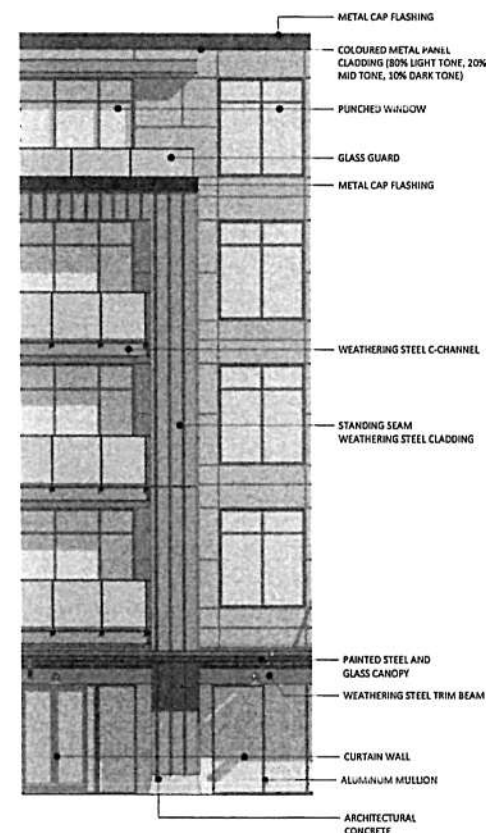 METAL CAP FLASHING
COLOURED METAL PANEL
CLADDING (80% LIGHT TONE, 20%
MID TONE, 10% DARK TONE)
PUNCHED WINDOW
GLASS GUARD
METAL CAP FLASHING
WEATHERING STEEL C-CHANNEL
STANDING SEAM
WEATHERING STEEL CLADDING
PAINTED STEEL AND
GLASS CANOPY
WEATHERING STEEL TRIM BEAM
CURTAIN WALL
ALUMINUM MULLION
ARCHITECTURAL
CONCRETE